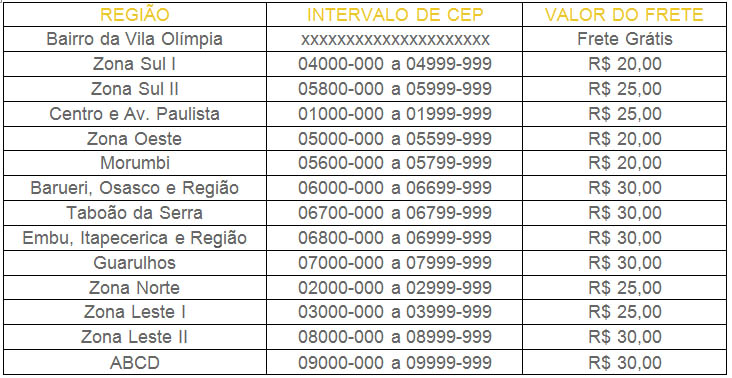 REGIÃO INTERVALO DE CEP VALOR DO FRETE
Bairro da Vila Olímpia xxxxxxxxxxxxxxxxxxxxx Frete Grátis
Zona Sul I 04000-000 a 04999-999 R$ 20,00
Zona Sul II 05800-000 a 05999-999 R$ 25,00
Centro e Av. Paulista 01000-000 a 01999-999 R$ 25,00
Zona Oeste 05000-000 a 05599-999 R$ 20,00
Morumbi 05600-000 a 05799-999 R$ 20,00
Barueri, Osasco e Região 06000-000 a 06699-999 R$ 30,00
Taboão da Serra 06700-000 a 06799-999 R$ 30,00
Embu, Itapecerica e Região 06800-000 a 06999-999 R$ 30,00
Guarulhos 07000-000 a 07999-999 R$ 30,00
Zona Norte 02000-000 a 02999-999 R$ 25,00
Zona Leste I 03000-000 a 03999-999 R$ 25,00
Zona Leste II 08000-000 a 08999-999 R$ 30,00
ABCD 09000-000 a 09999-999 R$ 30,00